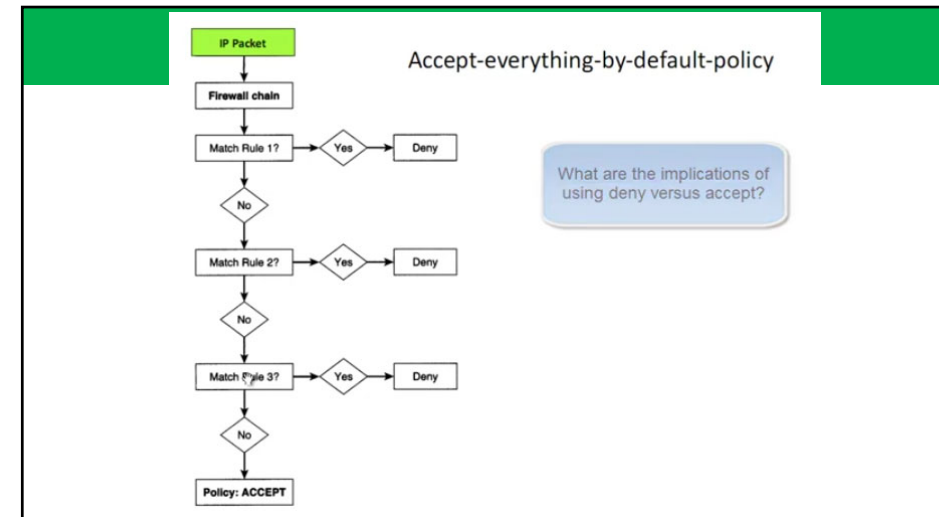 IP Packet
Accept-everything-by-default-policy
Firewall chain
Match Rule 1?
Yes
Deny
What are the implications of
using deny versus accept?
No
Match Rule 2?
Yes
Deny
No
Match Rule 3?
Yes
Deny
No
Policy: ACCEPT